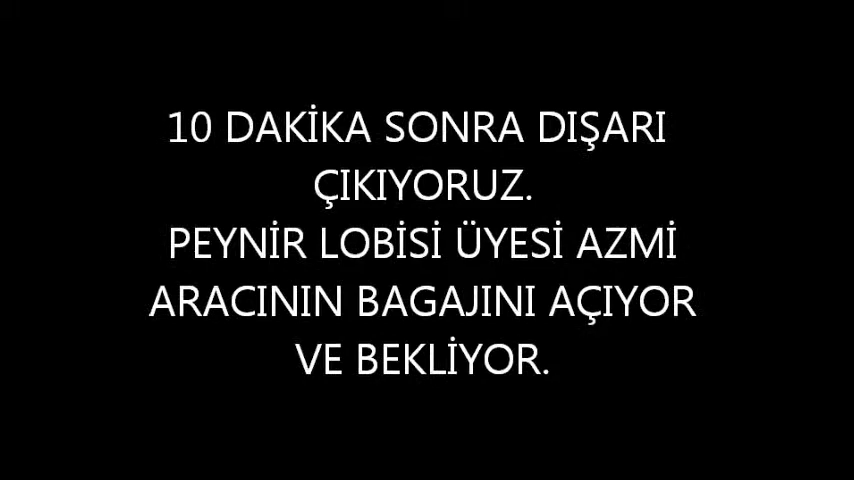 10 DAKİKA SONRA DIŞARI
ÇIKIYORUZ.
PEYNİR LOBİSİ ÜYESİ AZMİ
ARACININ BAGAJINI AÇIYOR
VE BEKLİYOR.